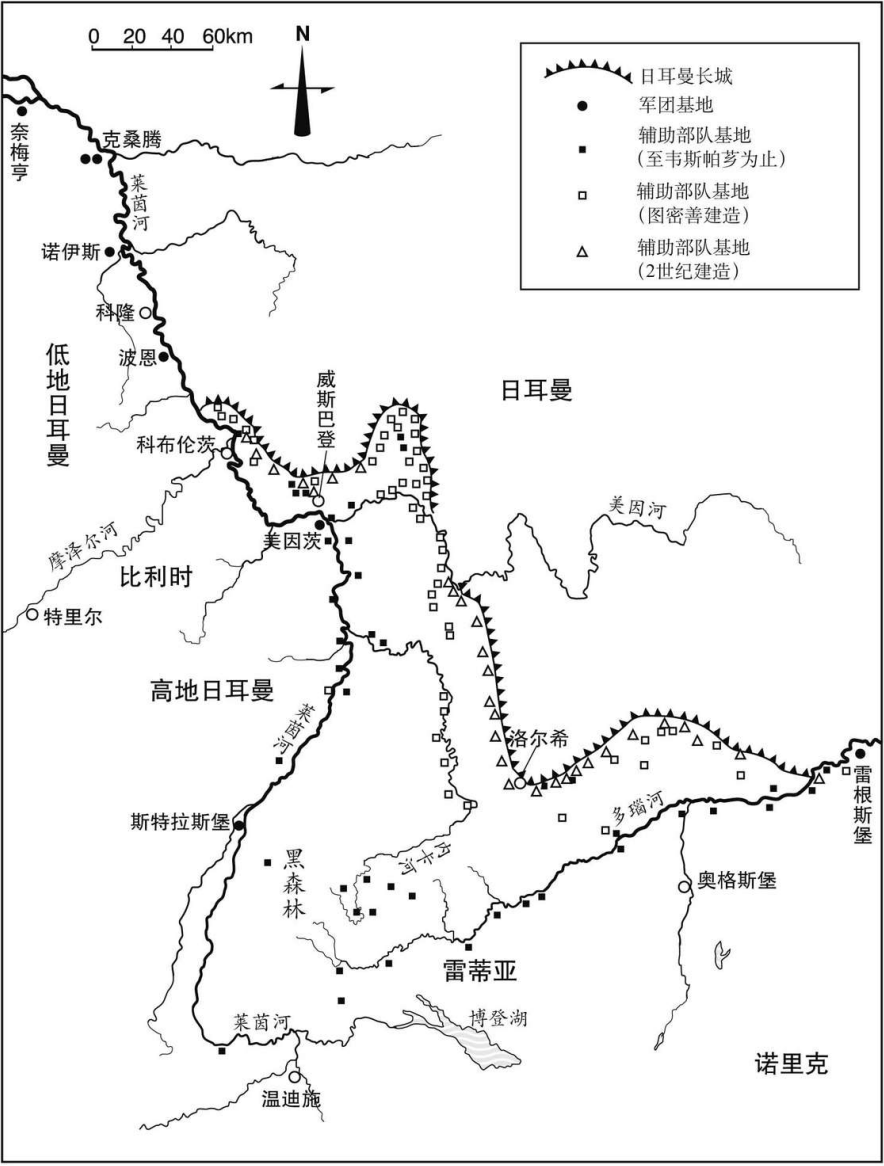 0 20 40 60km
N
日耳曼长城
军团基地
辅助部队基地
(至韦斯帕芗为止)
辅助部队基地
(图密善建造)
辅助部队基地
(2世纪建造)
奈梅亨
克桑腾
莱茵河
诺伊斯
科隆
波恩
低地日耳曼
威斯巴登
日耳曼
科布伦茨
摩泽尔河
美因茨
美因河
比利时
特里尔
高地日耳曼
莱茵河
洛尔希
雷根斯堡
多瑙河
斯特拉斯堡
内卡河
黑森林
奥格斯堡
雷蒂亚
莱茵河
博登湖
诺里克
温迪施